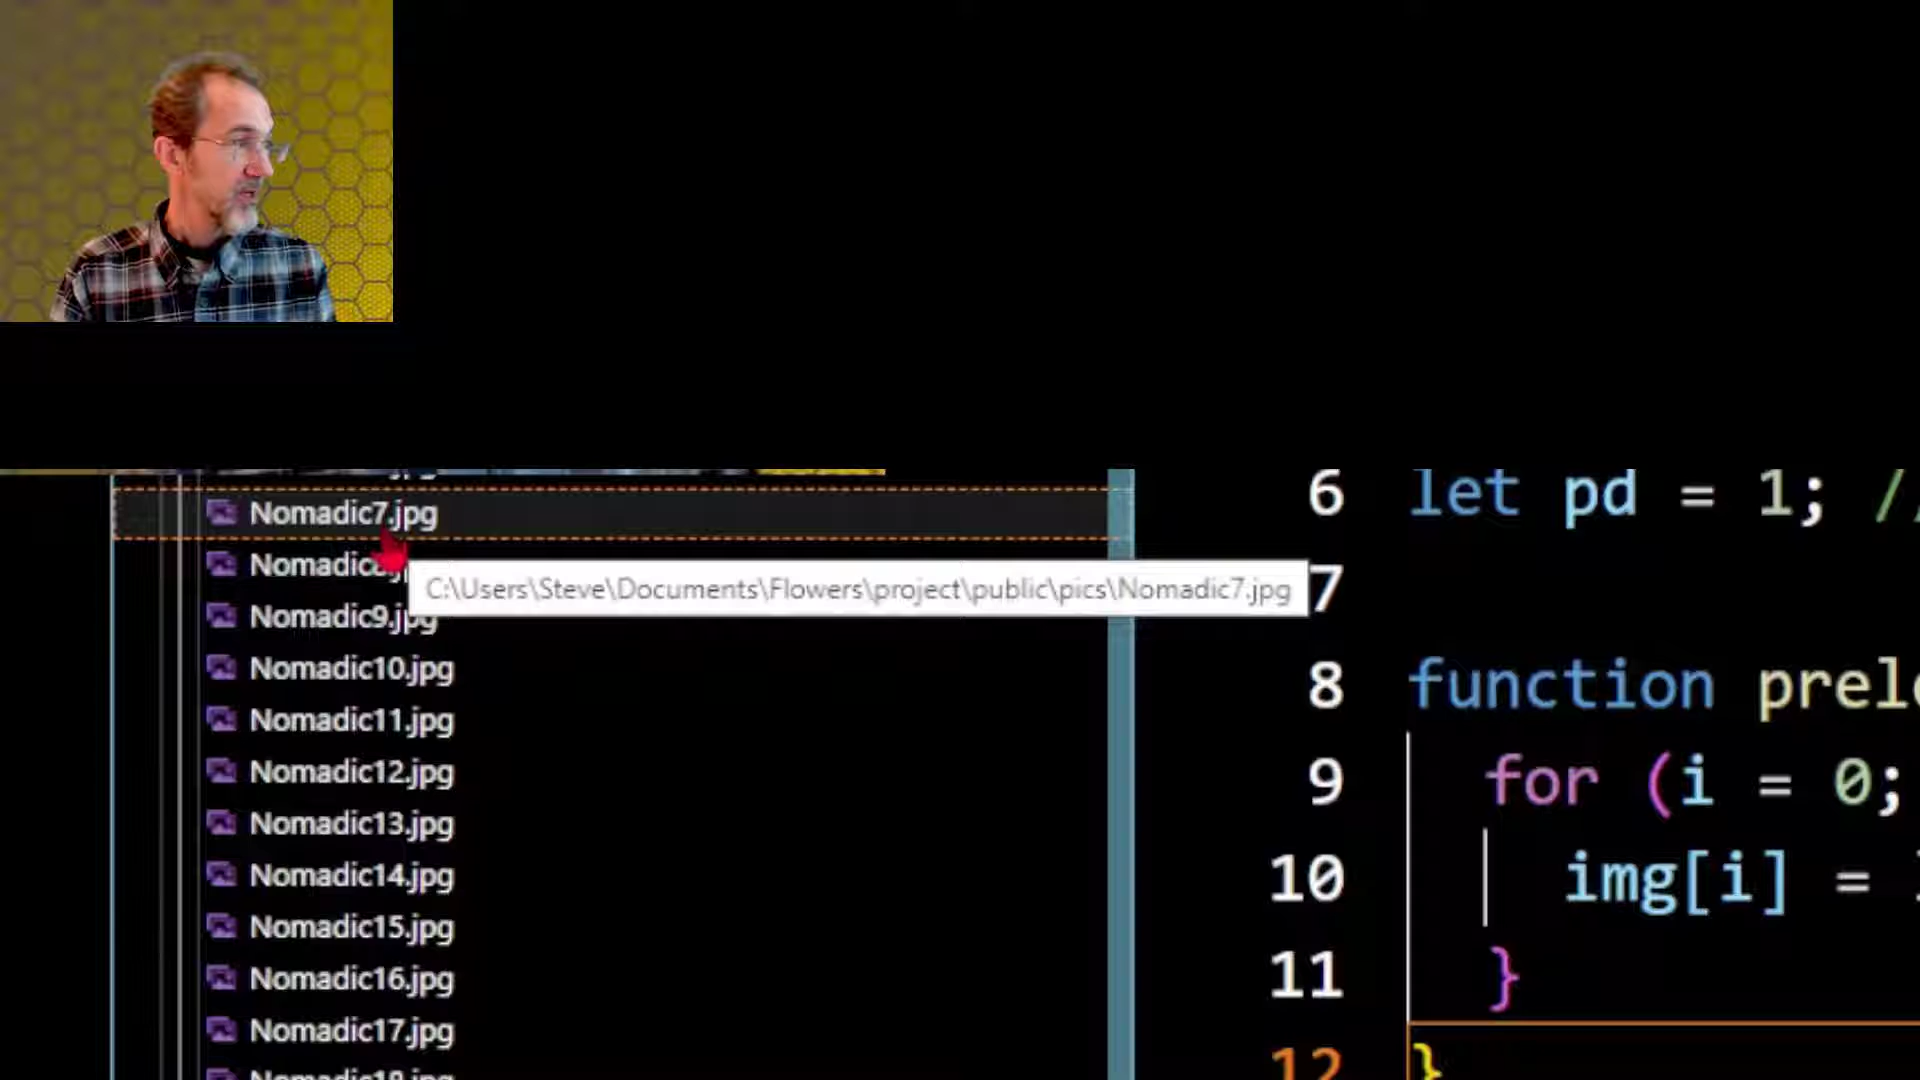 Nomadic7.jpg
C:\Users\Steve\Documents\Flowers\project\public\pics\Nomadic7.jpg
Nomadic9.jpg
Nomadic10.jpg
Nomadic11.jpg
Nomadic12.jpg
Nomadic13.jpg
Nomadic14.jpg
Nomadic15.jpg
Nomadic16.jpg
Nomadic17.jpg
6 let pd = 1; /
7
8 function prel
9 for (i = 0;
10 img[i] =
11 }
12 }